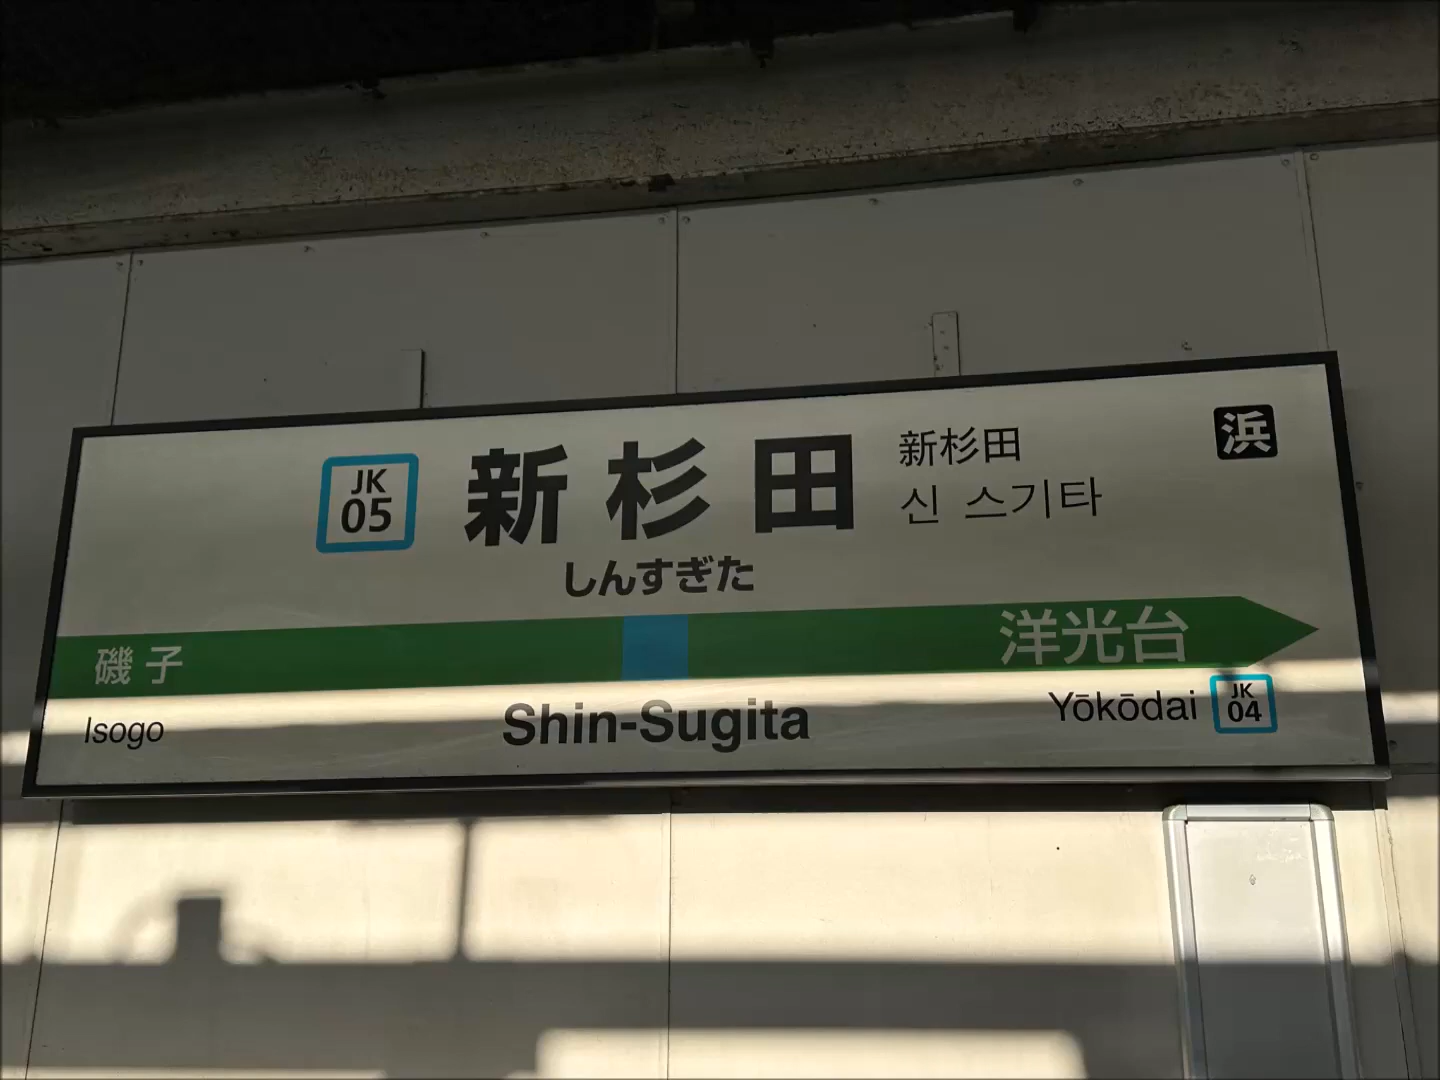 JK
05
新杉田
新杉田
신 스기타
浜
しんすぎた
磯子
洋光台
Isogo
Shin-Sugita
Yōkōdai
JK
04